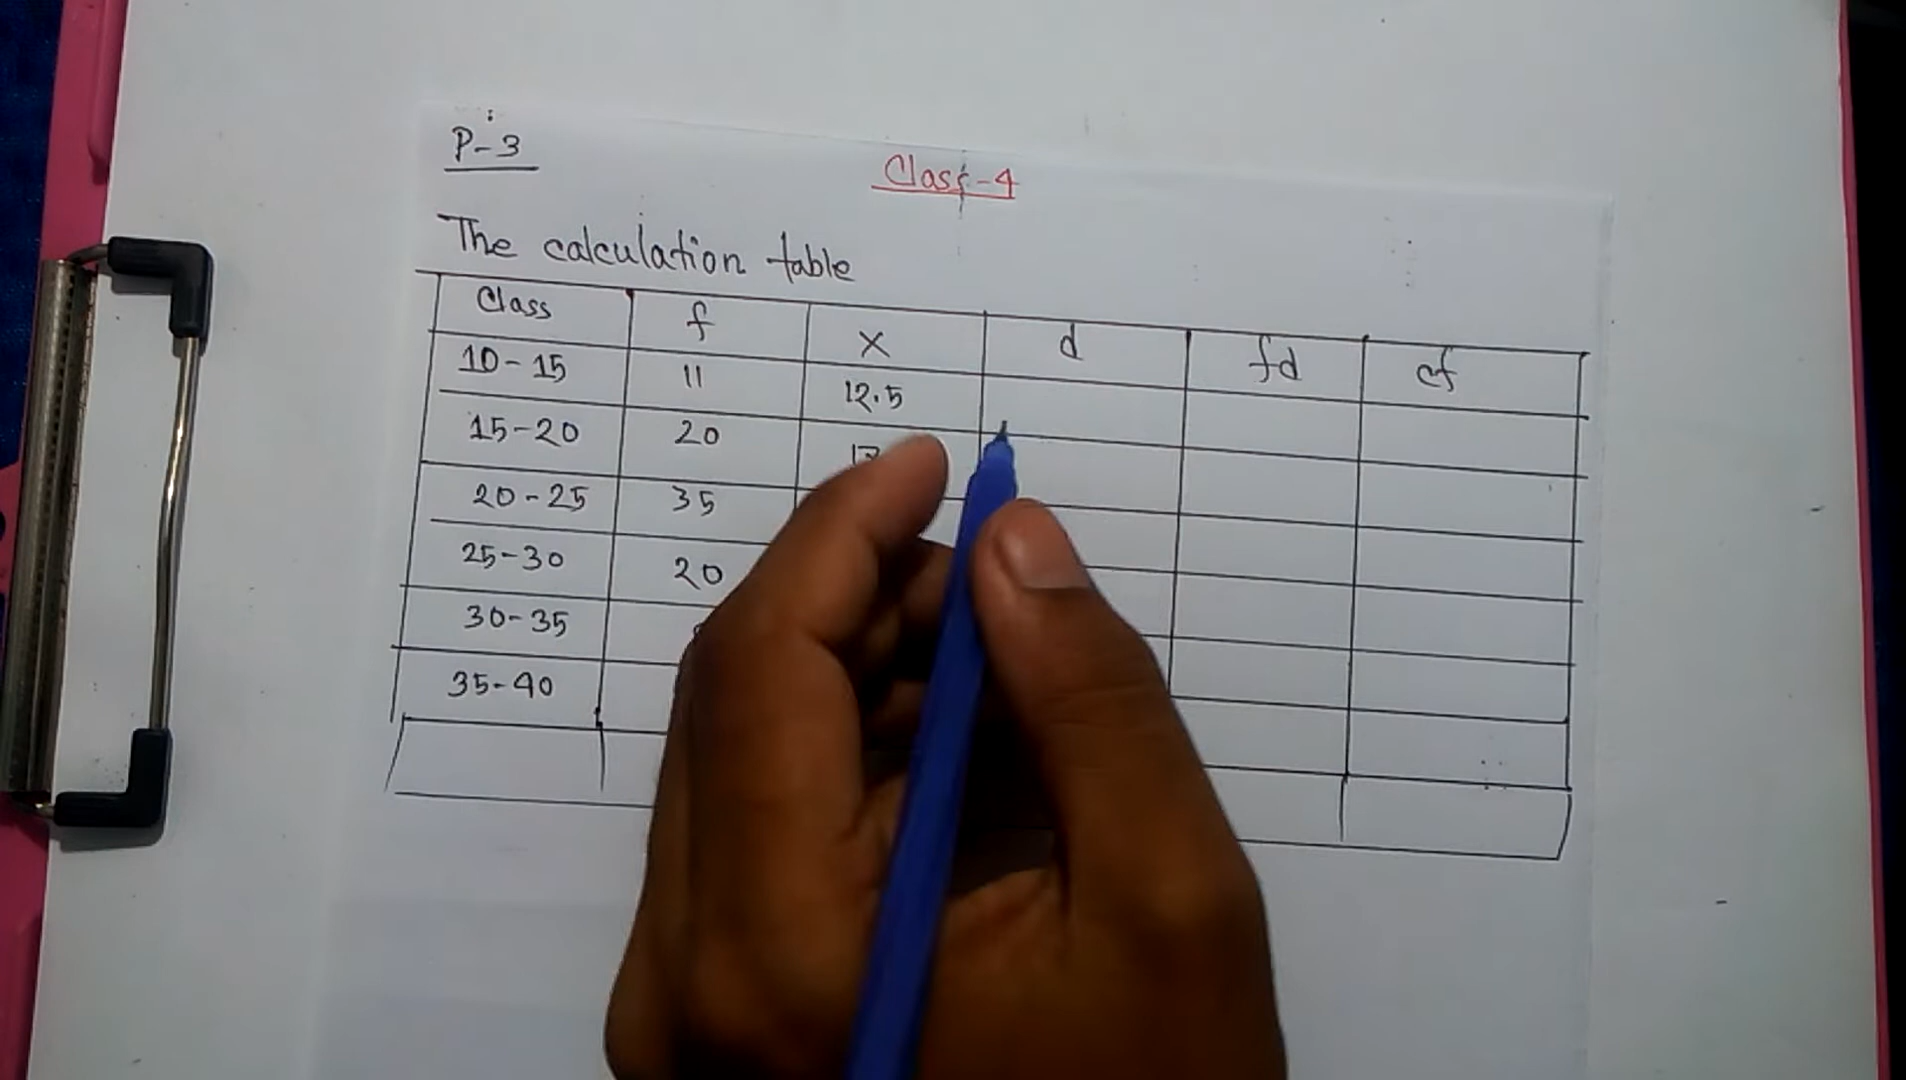 P-3
Class-4
The calculation table
Class f X d fd cf
10-15 11 12.5
15-20 20
20-25 35
25-30 20
30-35
35-40